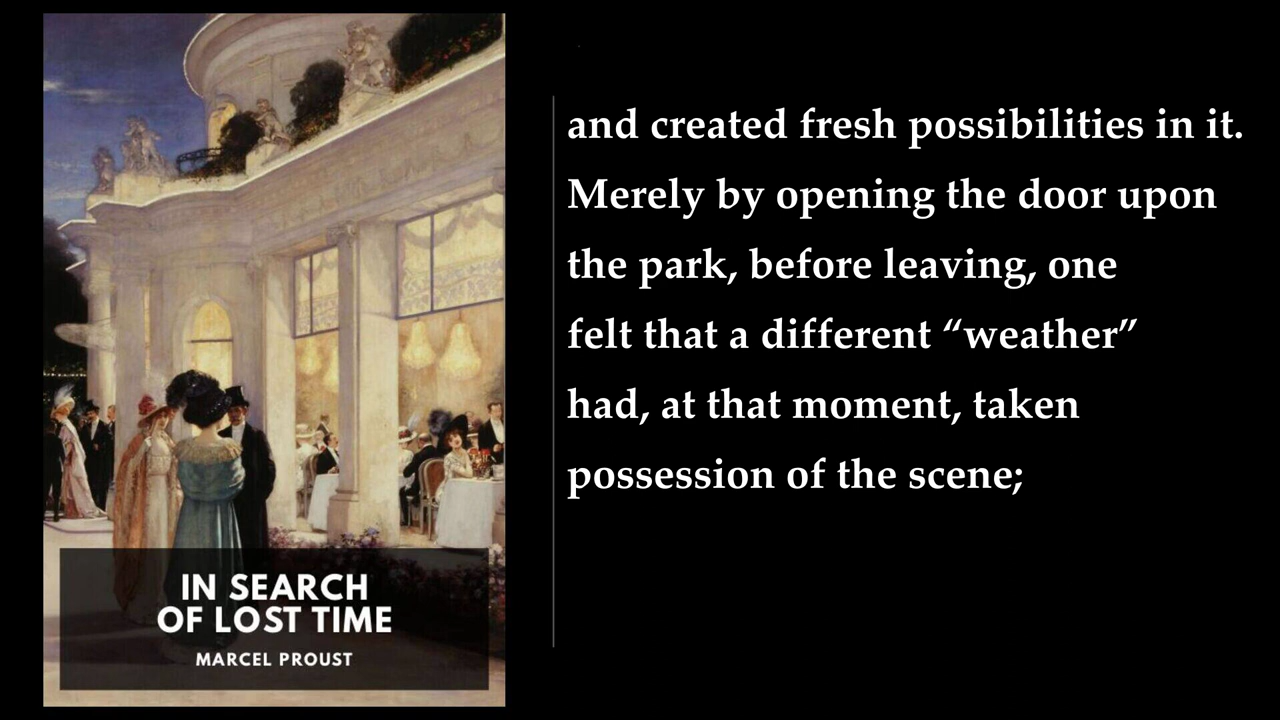 and created fresh possibilities in it.
Merely by opening the door upon
the park, before leaving, one
felt that a different “weather”
had, at that moment, taken
possession of the scene;
IN SEARCH
OF LOST TIME
MARCEL PROUST